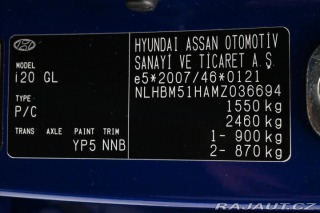 MODEL
i20 GL
TYPE
P/C
TRANS AXLE PAINT TRIM
YP5 NNB
HYUNDAI ASSAN OTOMOTİV
SANAYİ VE TİCARET A.Ş.
e5*2007/46*0121
NLHBM51HAMZ036694
1550 kg
2460 kg
1- 900 kg
2- 870 kg
RAJAUT.CZ